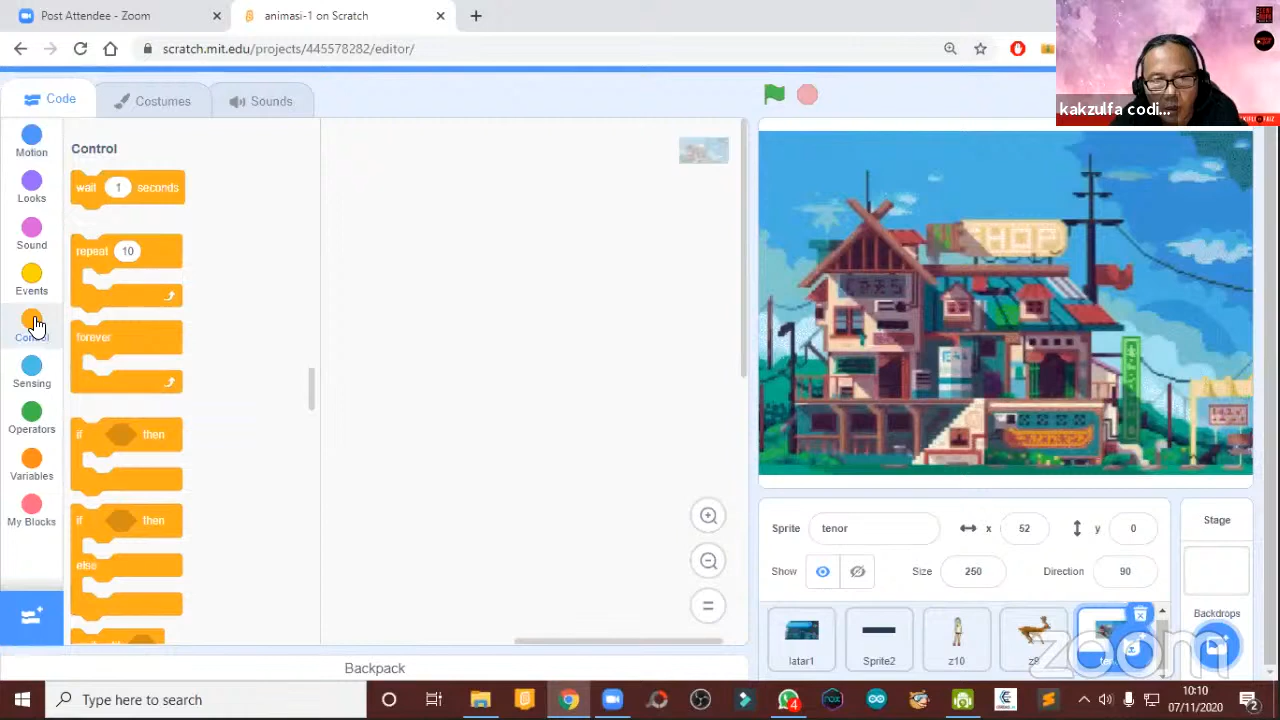 Post Attendee - Zoom
animasi-1 on Scratch
scratch.mit.edu/projects/445578282/editor/
kakzulfa codi...
Code
Costumes
Sounds
Motion
Looks
Sound
Events
Control
Sensing
Operators
Variables
My Blocks
Control
wait 1 seconds
repeat 10
forever
if then
if then
else
SHOP
Sprite tenor x 52 y 0
Show Size 250 Direction 90
Stage
Backdrops
latar1
Sprite2
z10
Backpack
zoom
Type here to search
4
10:10
07/11/2020
2